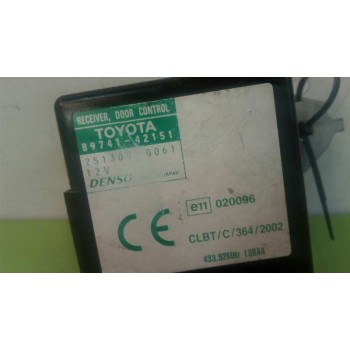 RECEIVER, DOOR CONTROL
TOYOTA
89741-42151
251300 0061
12V
DENSO JAPAN
CE
e11 020096
CLBT/C/364/2002
433.92MHz 136AA